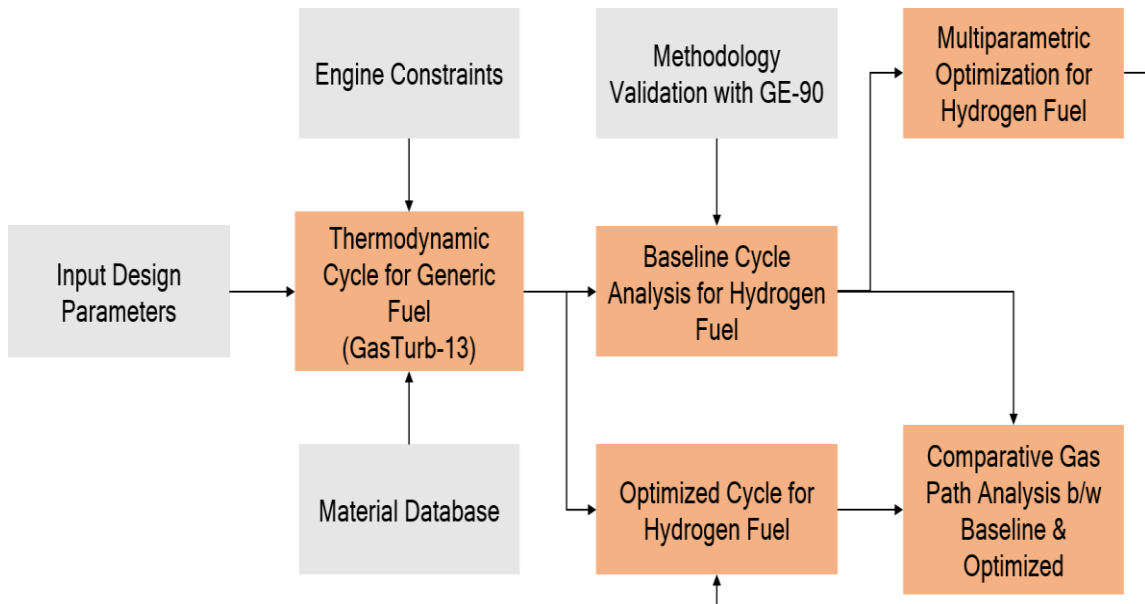 Engine Constraints
Methodology
Validation with GE-90
Multiparametric
Optimization for
Hydrogen Fuel
Input Design
Parameters
Thermodynamic
Cycle for Generic
Fuel
(GasTurb-13)
Baseline Cycle
Analysis for Hydrogen
Fuel
Material Database
Optimized Cycle for
Hydrogen Fuel
Comparative Gas
Path Analysis b/w
Baseline &
Optimized